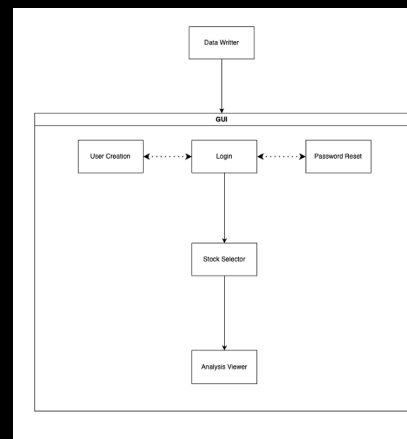 Data Writter
GUI
User Creation
Login
Password Reset
Stock Selector
Analysis Viewer